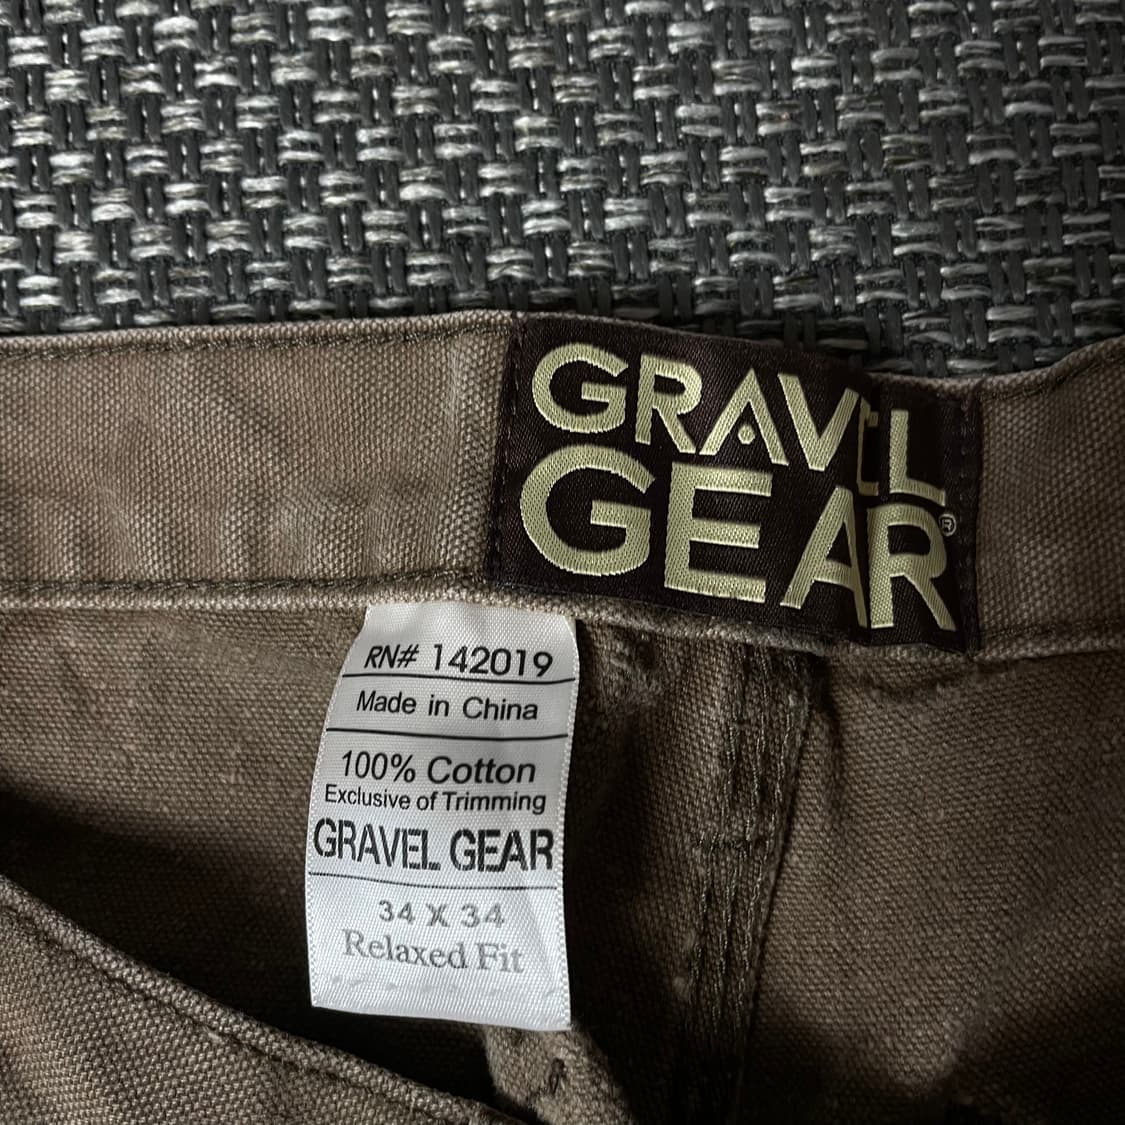 GRAVEL
GEAR®
RN# 142019
Made in China
100% Cotton
Exclusive of Trimming
GRAVEL GEAR
34 X 34
Relaxed Fit